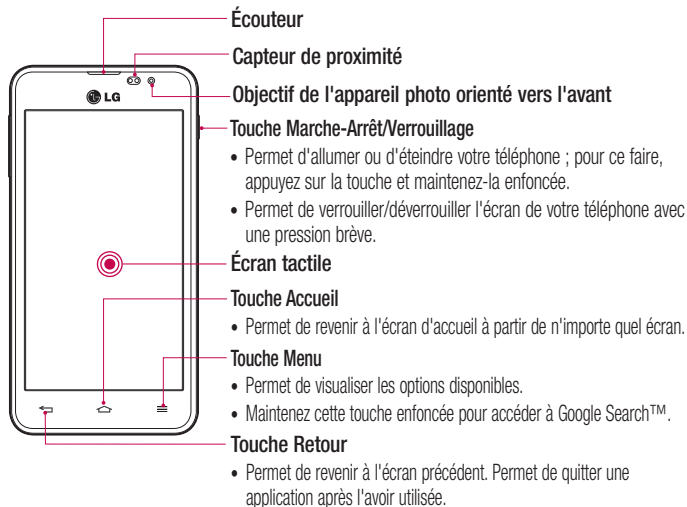 Écouteur
Capteur de proximité
Objectif de l'appareil photo orienté vers l'avant
LG
Touche Marche-Arrêt/Verrouillage
• Permet d'allumer ou d'éteindre votre téléphone ; pour ce faire,
appuyez sur la touche et maintenez-la enfoncée.
• Permet de verrouiller/déverrouiller l'écran de votre téléphone avec
une pression brève.
Écran tactile
Touche Accueil
• Permet de revenir à l'écran d'accueil à partir de n'importe quel écran.
Touche Menu
• Permet de visualiser les options disponibles.
• Maintenez cette touche enfoncée pour accéder à Google Search™.
Touche Retour
• Permet de revenir à l'écran précédent. Permet de quitter une
application après l'avoir utilisée.